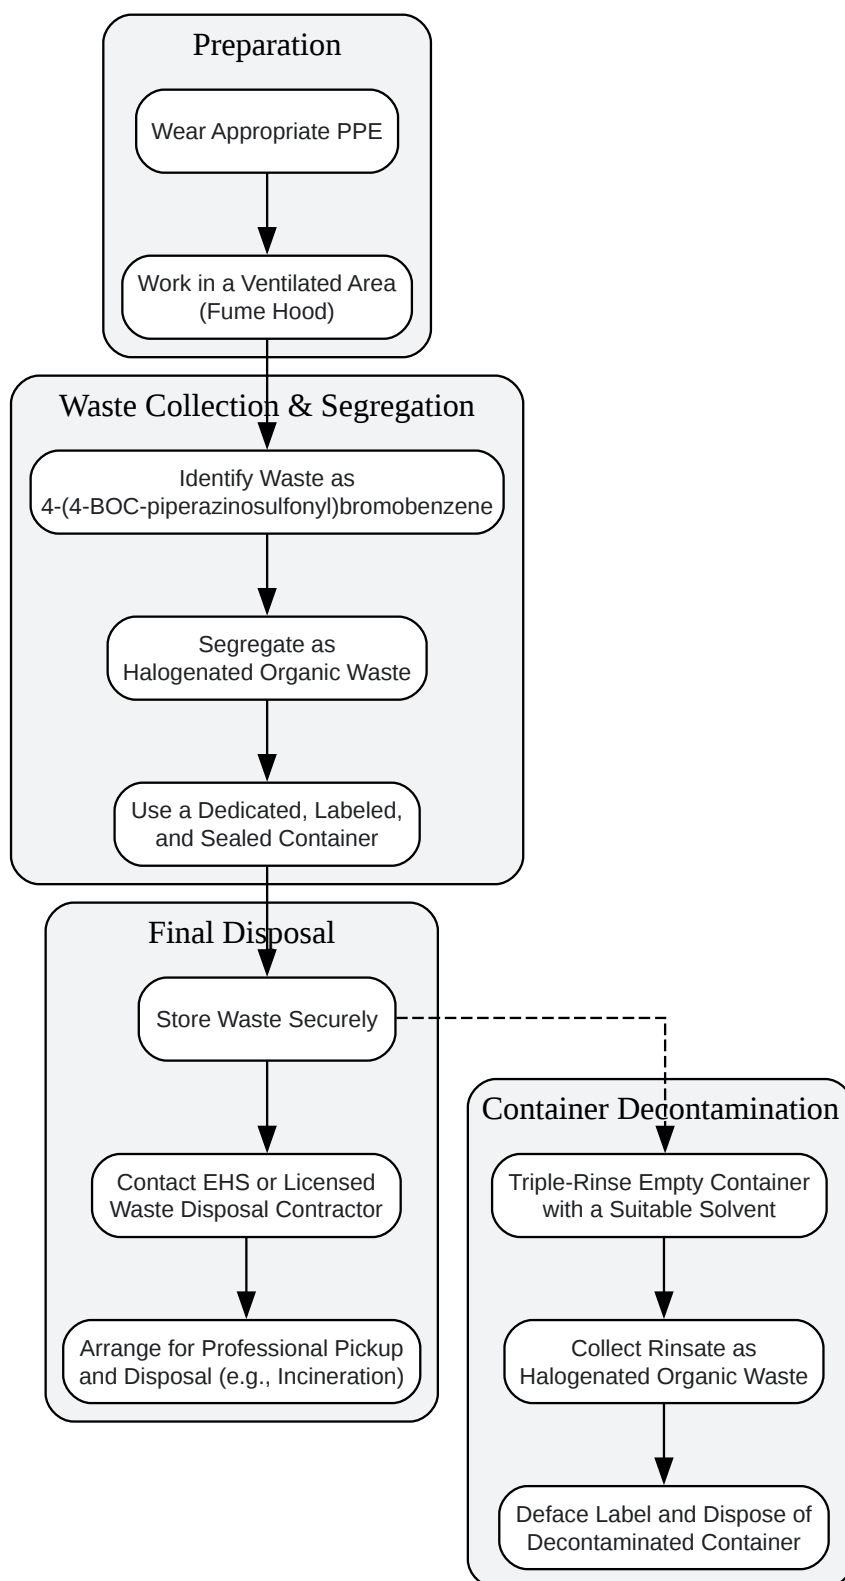 Preparation
Wear Appropriate PPE
Work in a Ventilated Area
(Fume Hood)
Waste Collection & Segregation
Identify Waste as
4-(4-BOC-piperazinosulfonyl)bromobenzene
Segregate as
Halogenated Organic Waste
Use a Dedicated, Labeled,
and Sealed Container
Final Disposal
Store Waste Securely
Contact EHS or Licensed
Waste Disposal Contractor
Arrange for Professional Pickup
and Disposal (e.g., Incineration)
Container Decontamination
Triple-Rinse Empty Container
with a Suitable Solvent
Collect Rinsate as
Halogenated Organic Waste
Deface Label and Dispose of
Decontaminated Container